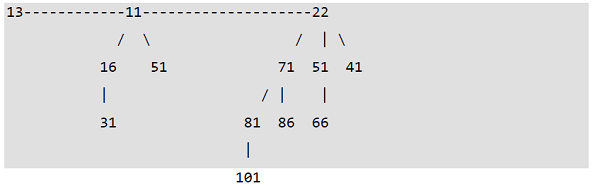 13------------11--------------------22
/ \ / | \
16 51 71 51 41
| / | |
31 81 86 66
|
101